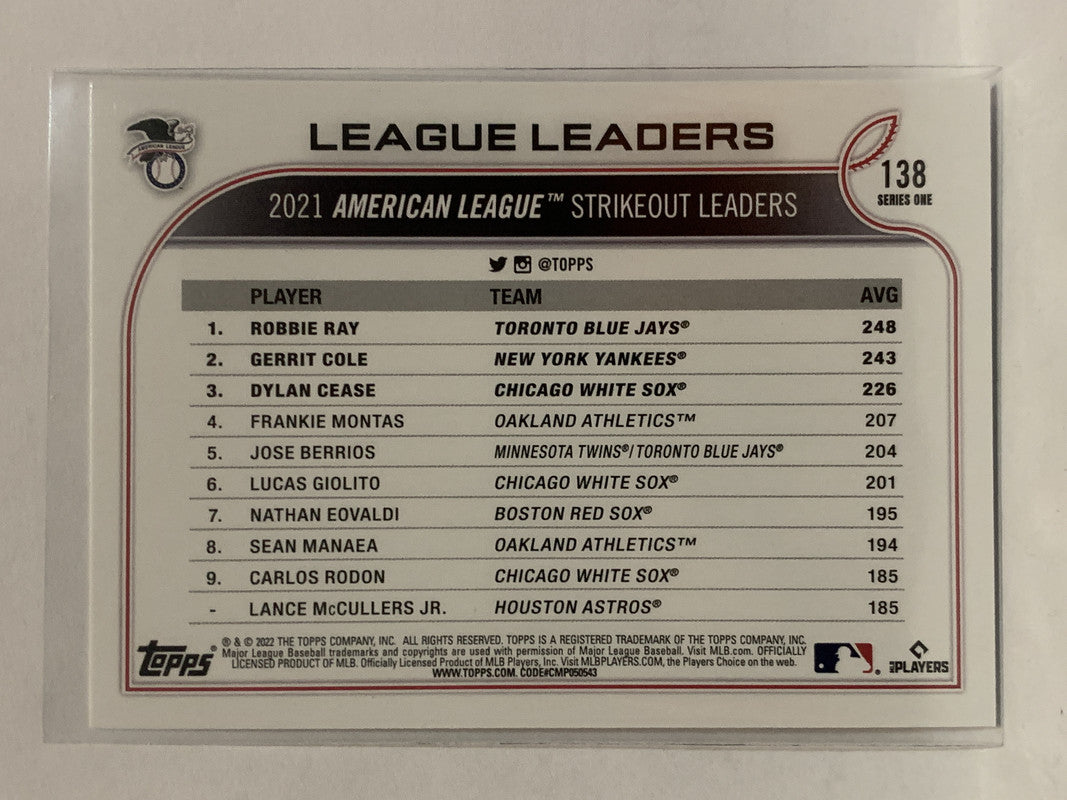 LEAGUE LEADERS
AMERICAN LEAGUE
138
SERIES ONE
2021 AMERICAN LEAGUE™ STRIKEOUT LEADERS
@TOPPS
PLAYER TEAM AVG
1. ROBBIE RAY TORONTO BLUE JAYS® 248
2. GERRIT COLE NEW YORK YANKEES® 243
3. DYLAN CEASE CHICAGO WHITE SOX® 226
4. FRANKIE MONTAS OAKLAND ATHLETICS™ 207
5. JOSE BERRIOS MINNESOTA TWINS®/TORONTO BLUE JAYS® 204
6. LUCAS GIOLITO CHICAGO WHITE SOX® 201
7. NATHAN EOVALDI BOSTON RED SOX® 195
8. SEAN MANAEA OAKLAND ATHLETICS™ 194
9. CARLOS RODON CHICAGO WHITE SOX® 185
- LANCE McCULLERS JR. HOUSTON ASTROS® 185
Topps®
® & © 2022 THE TOPPS COMPANY, INC. ALL RIGHTS RESERVED. TOPPS IS A REGISTERED TRADEMARK OF THE TOPPS COMPANY, INC.
Major League Baseball trademarks and copyrights are used with permission of Major League Baseball. Visit MLB.com. OFFICIALLY
LICENSED PRODUCT OF MLB. Officially Licensed Product of MLB Players, Inc. Visit MLBPLAYERS.COM, the Players Choice on the web.
WWW.TOPPS.COM. CODE#CMP050543
PLAYERS